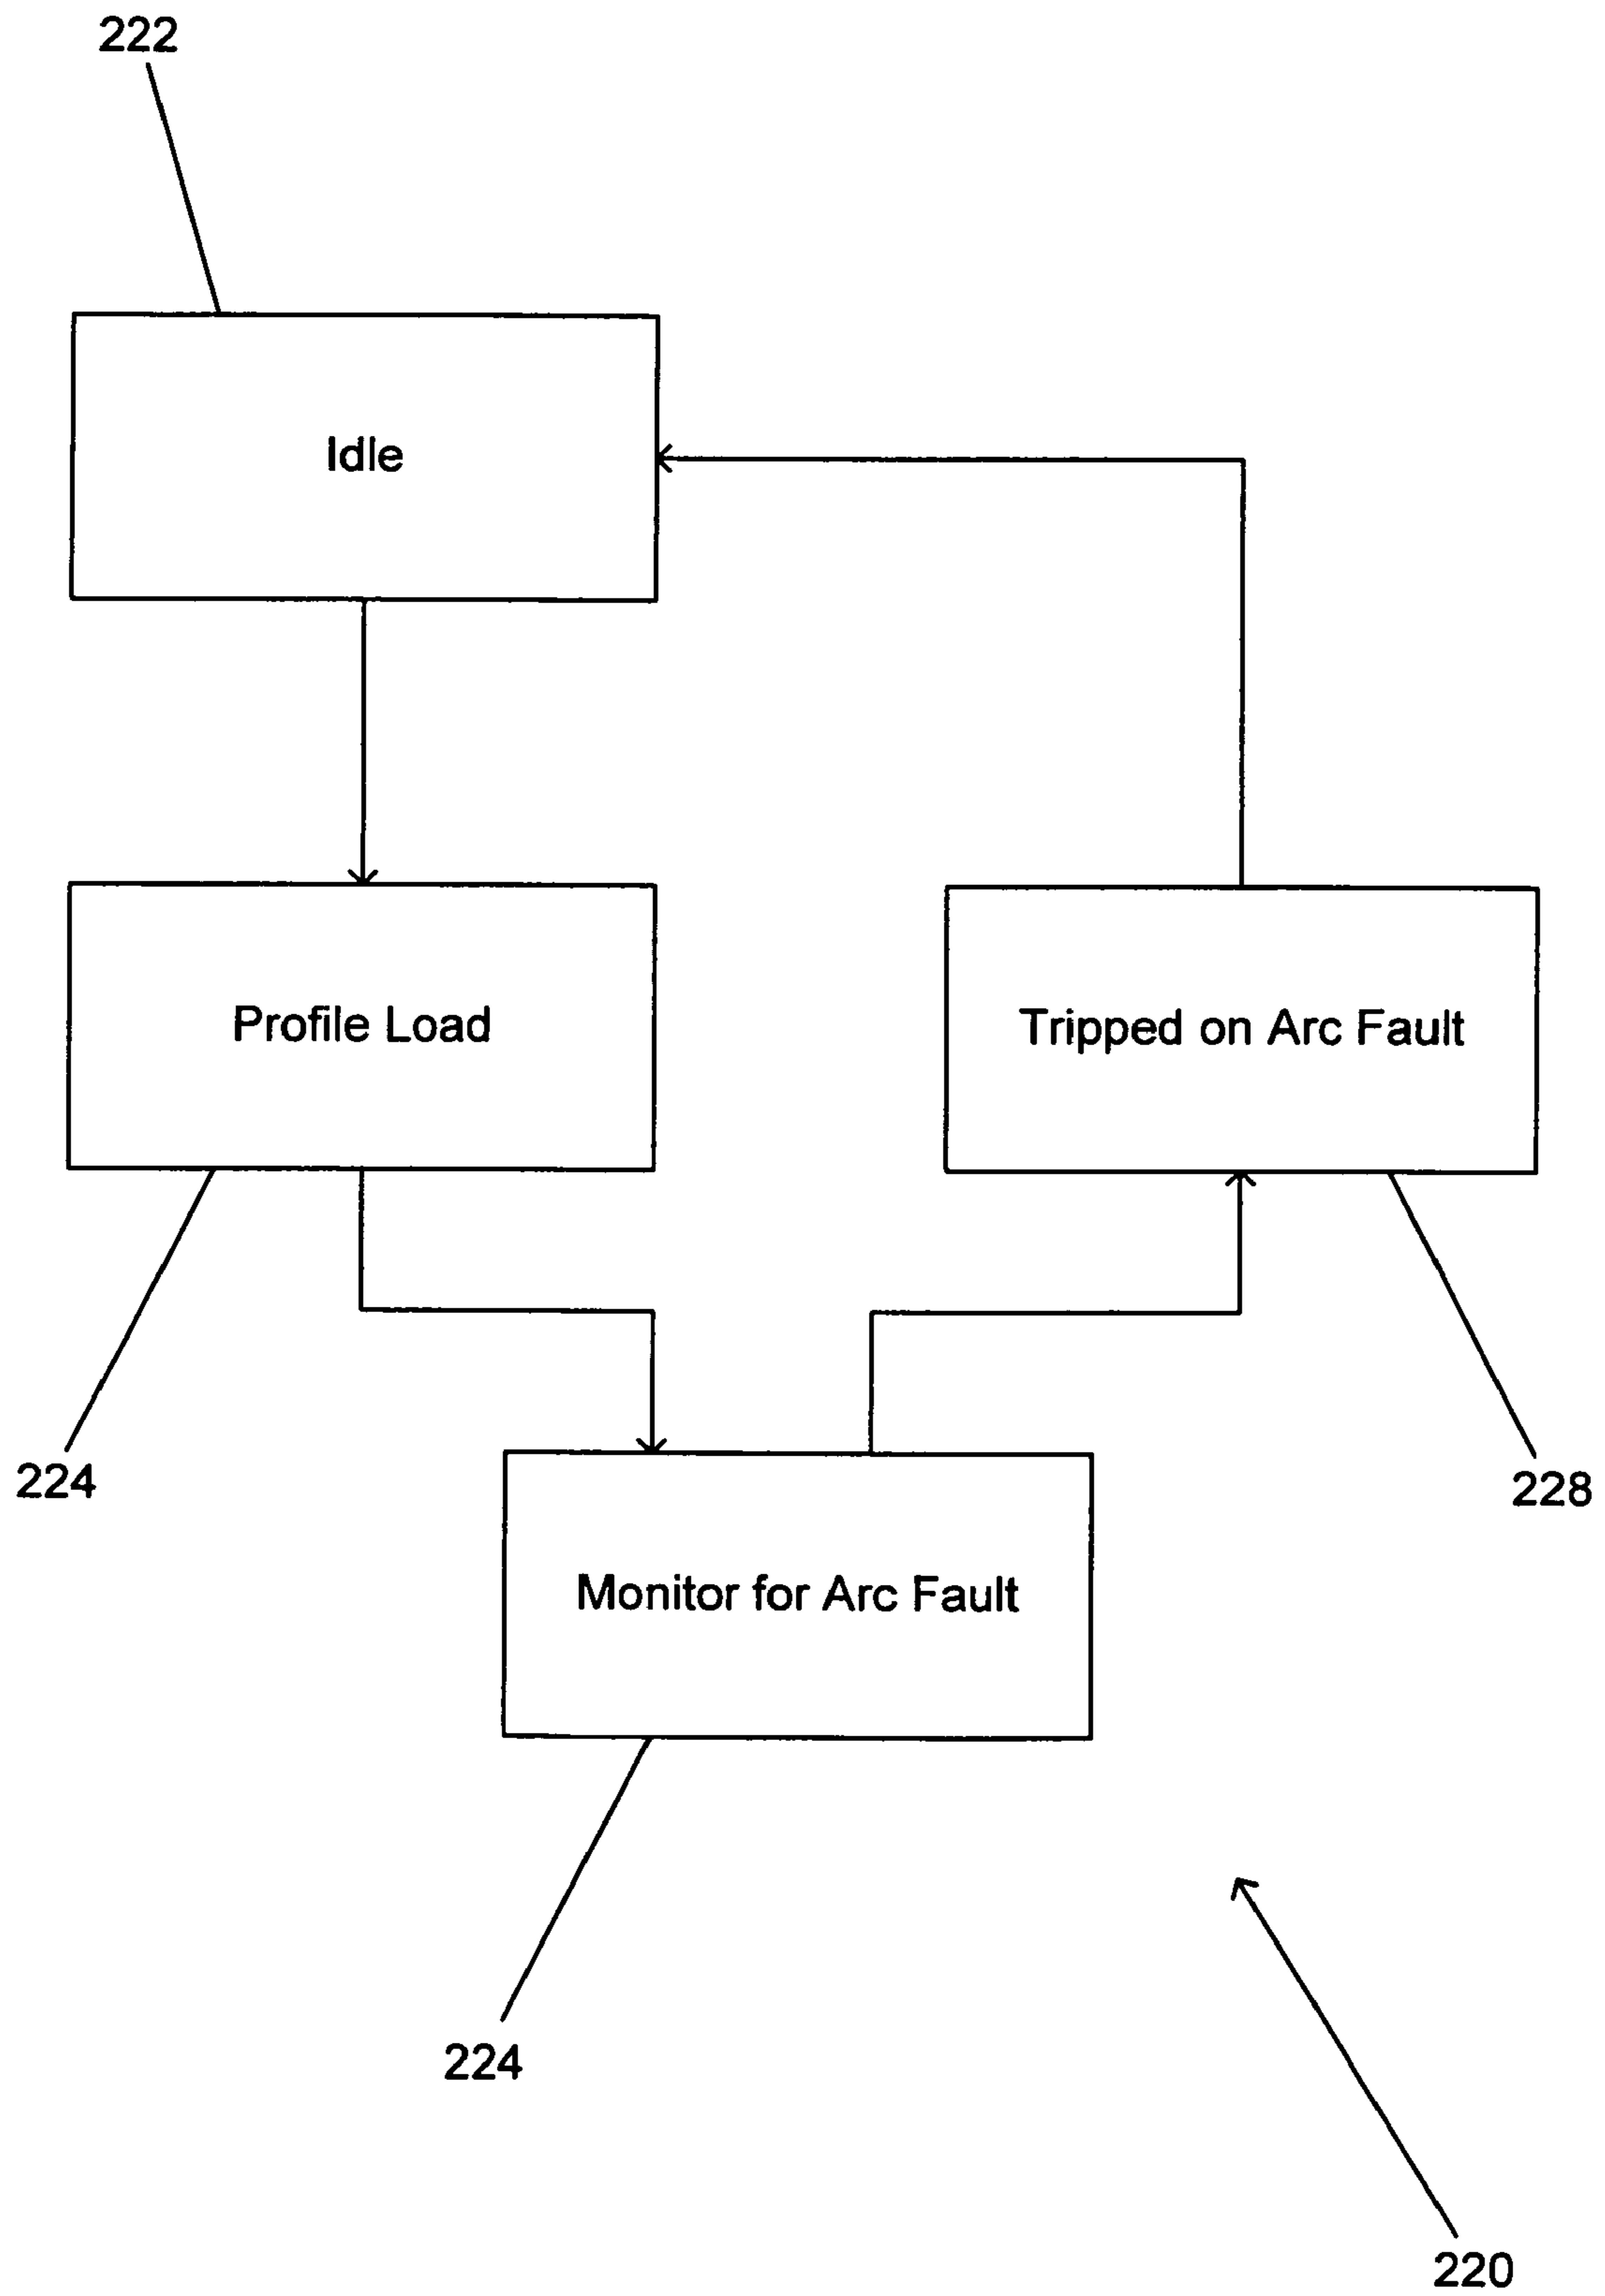 222
Idle
Profile Load
Tripped on Arc Fault
224
228
Monitor for Arc Fault
224
220